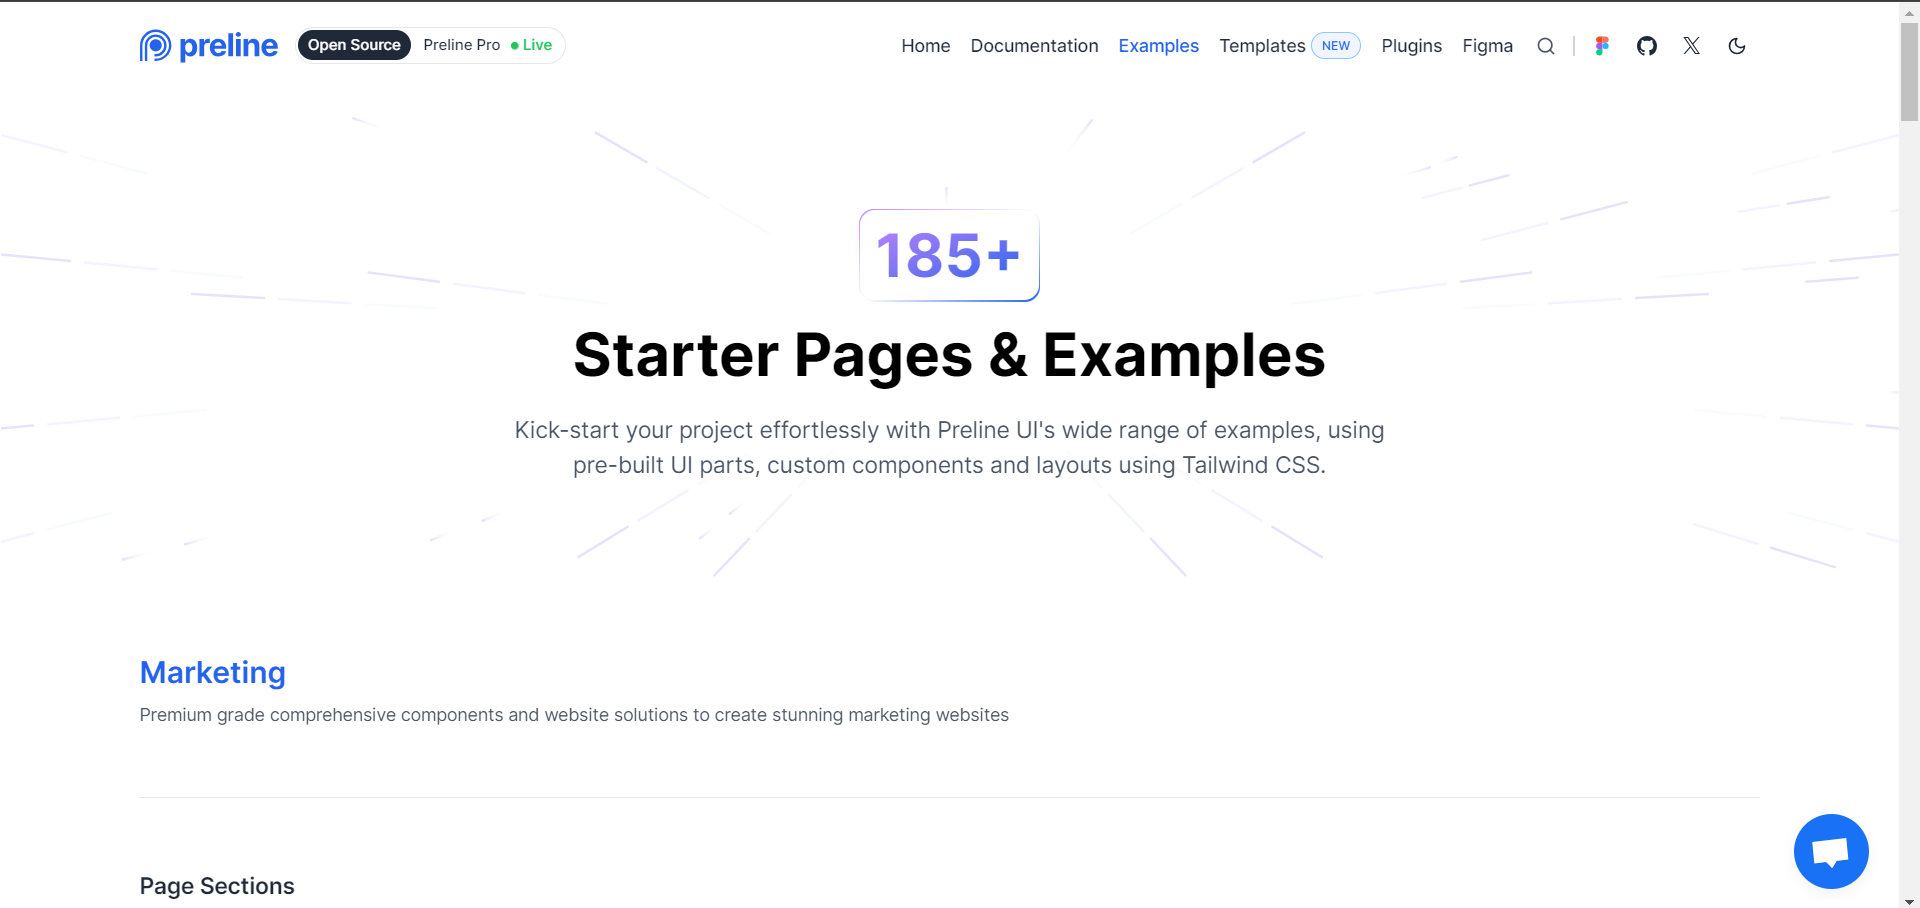 preline
Open Source Preline Pro Live
Home Documentation Examples Templates NEW Plugins Figma
185+
Starter Pages & Examples
Kick-start your project effortlessly with Preline UI's wide range of examples, using
pre-built UI parts, custom components and layouts using Tailwind CSS.
Marketing
Premium grade comprehensive components and website solutions to create stunning marketing websites
Page Sections